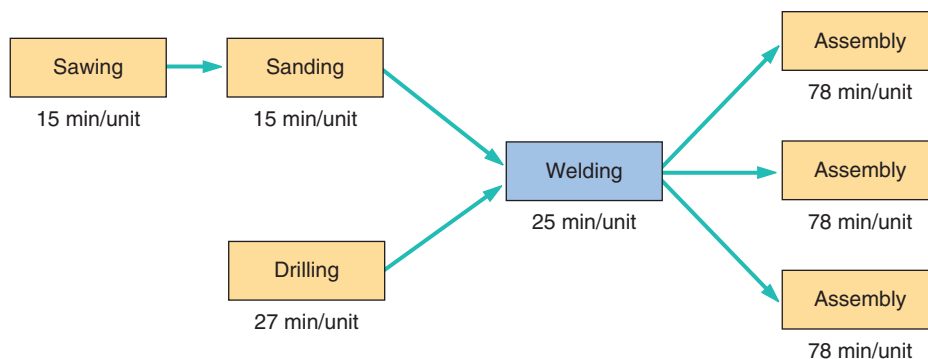 Sawing
15 min/unit
Sanding
15 min/unit
Drilling
27 min/unit
Welding
25 min/unit
Assembly
78 min/unit
Assembly
78 min/unit
Assembly
78 min/unit